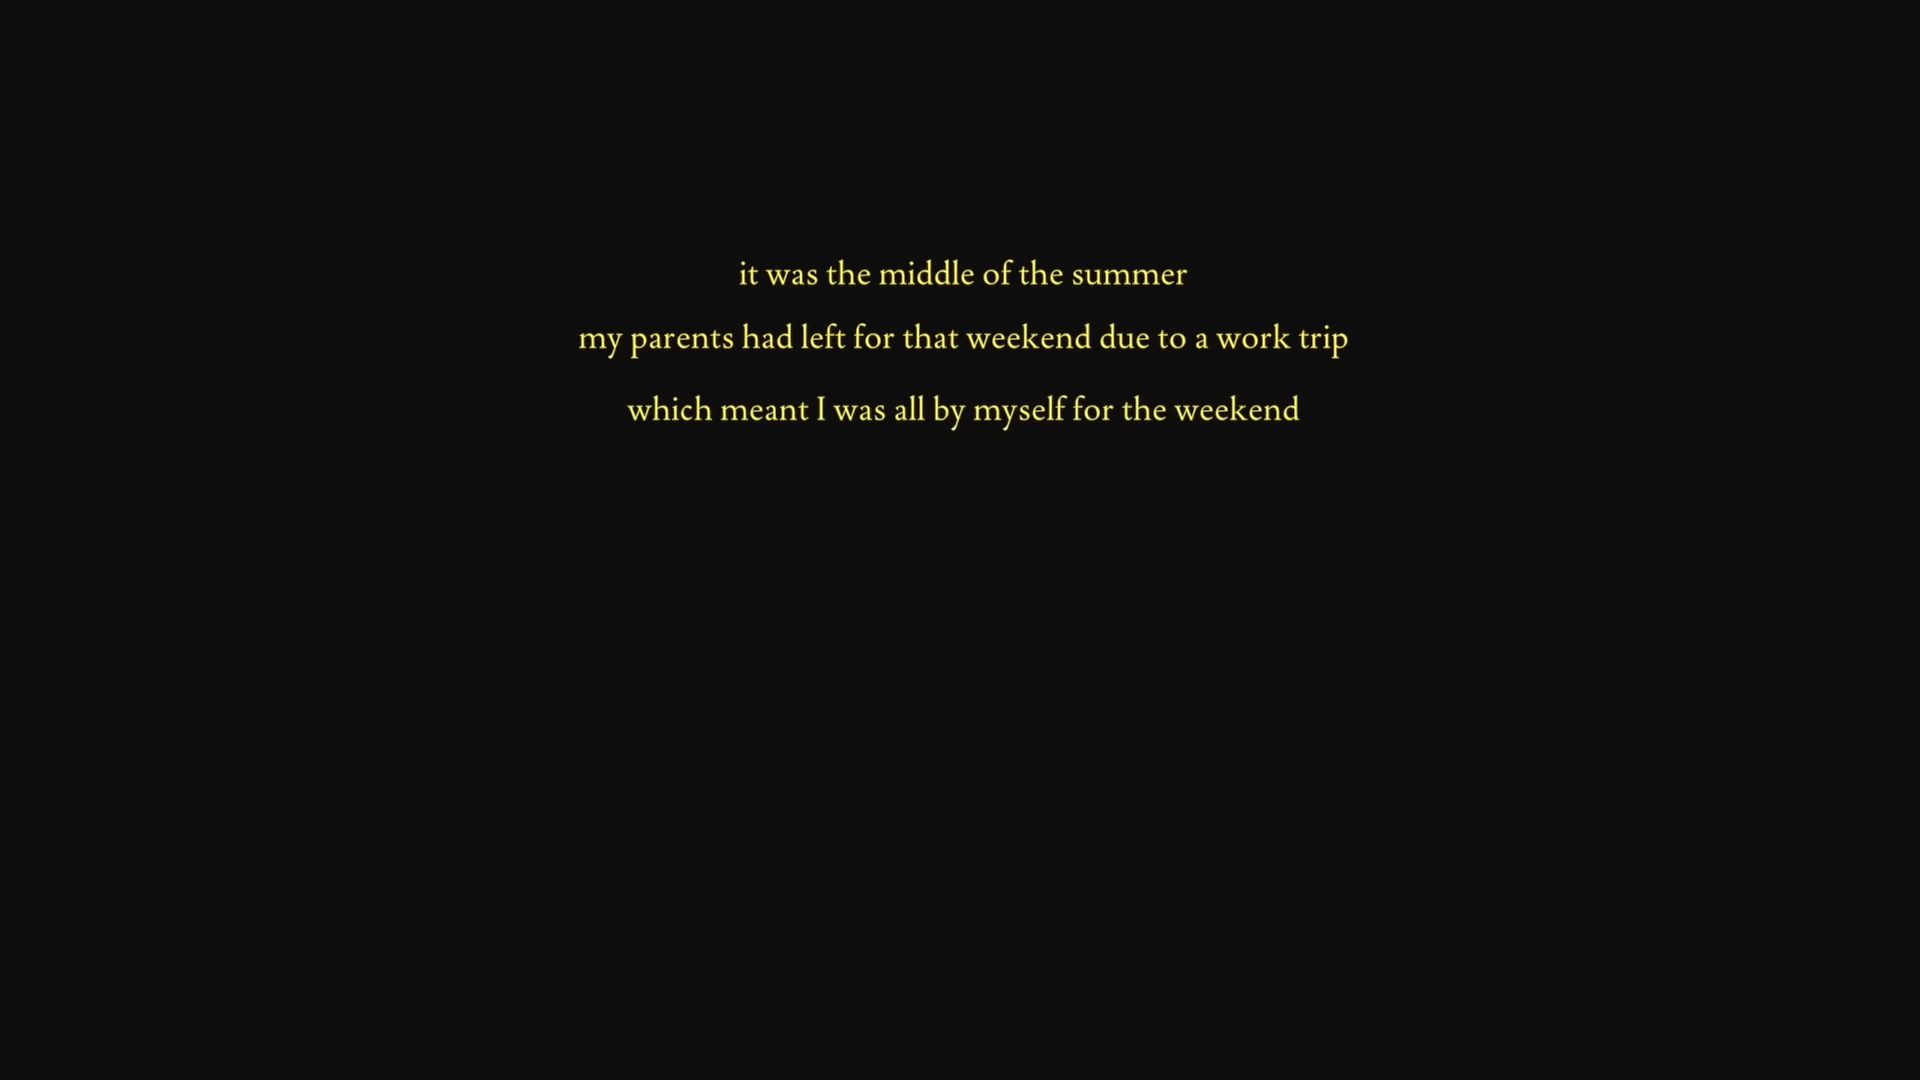 it was the middle of the summer
my parents had left for that weekend due to a work trip
which meant I was all by myself for the weekend